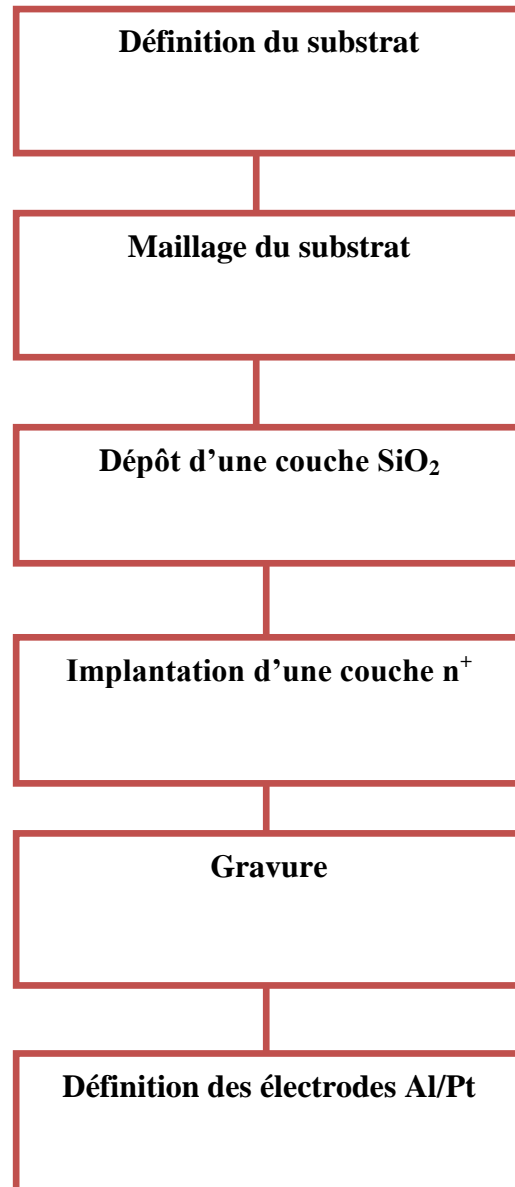 Définition du substrat
Maillage du substrat
Dépôt d’une couche SiO₂
Implantation d’une couche n⁺
Gravure
Définition des électrodes Al/Pt